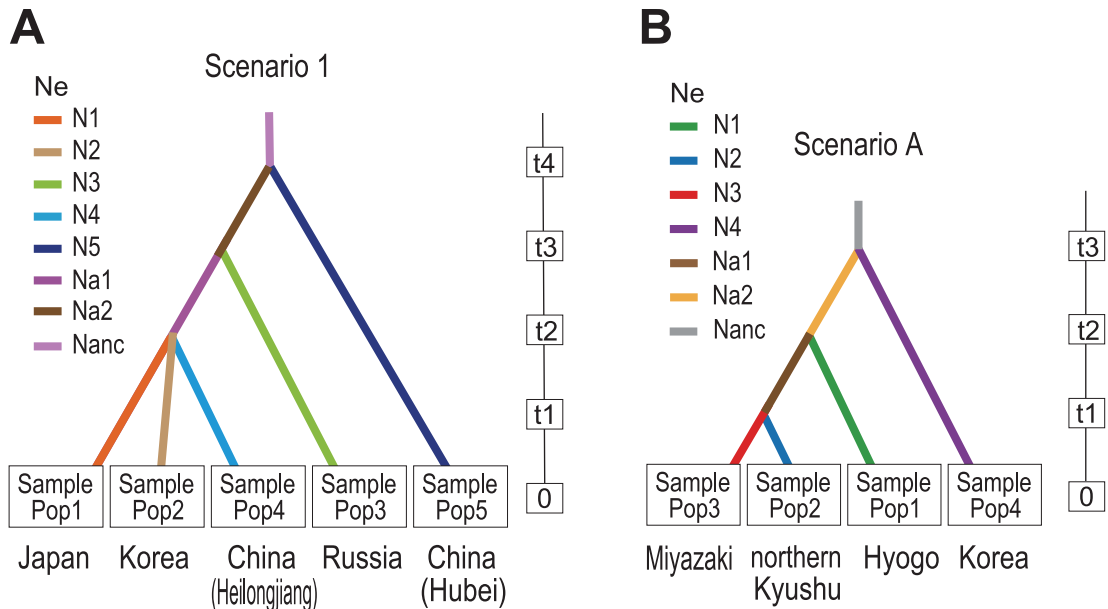 A
Scenario 1
Ne
N1
N2
N3
N4
N5
Na1
Na2
Nanc
t4
t3
t2
t1
0
Sample Pop1
Sample Pop2
Sample Pop4
Sample Pop3
Sample Pop5
Japan
Korea
China
(Heilongjiang)
Russia
China
(Hubei)
B
Scenario A
Ne
N1
N2
N3
N4
Na1
Na2
Nanc
t3
t2
t1
0
Sample Pop3
Sample Pop2
Sample Pop1
Sample Pop4
Miyazaki
northern
Kyushu
Hyogo
Korea